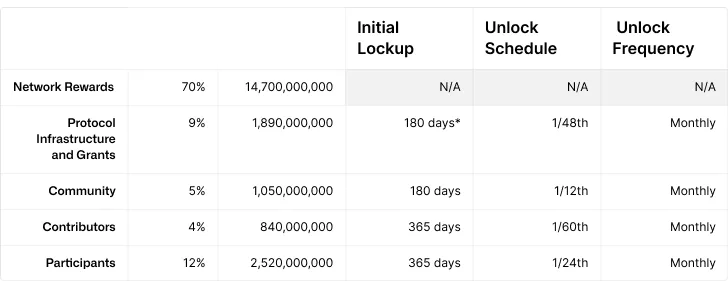 Initial Lockup Unlock Schedule Unlock Frequency
Network Rewards 70% 14,700,000,000 N/A N/A N/A
Protocol Infrastructure and Grants 9% 1,890,000,000 180 days* 1/48th Monthly
Community 5% 1,050,000,000 180 days 1/12th Monthly
Contributors 4% 840,000,000 365 days 1/60th Monthly
Participants 12% 2,520,000,000 365 days 1/24th Monthly